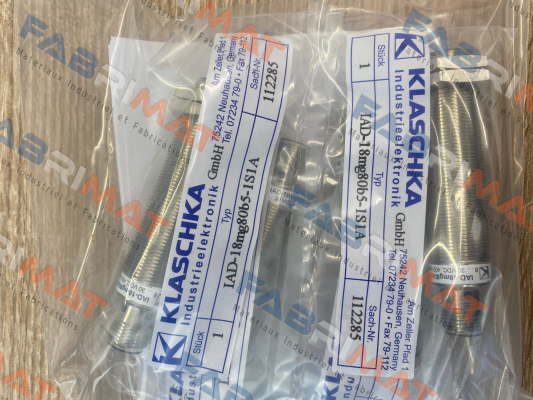 KLASCHKA
Industrieelektronik GmbH
75242 Neuhausen, Germany
Am Zeller Pfad 1
Tel. 07234 79-0 • Fax 79-112
Stück
Typ
Sach-Nr.
1
IAD-18mg80b5-1S1A
112285
KLASCHKA
Industrieelektronik GmbH
Am Zeller Pfad 1
75242 Neuhausen, Germany
Tel. 07234 79-0 • Fax 79-112
Stück
Typ
Sach-Nr.
1
IAD-18mg80b5-1S1A
112285
FABRIMAT
Matériaux Industriel et Fabrications